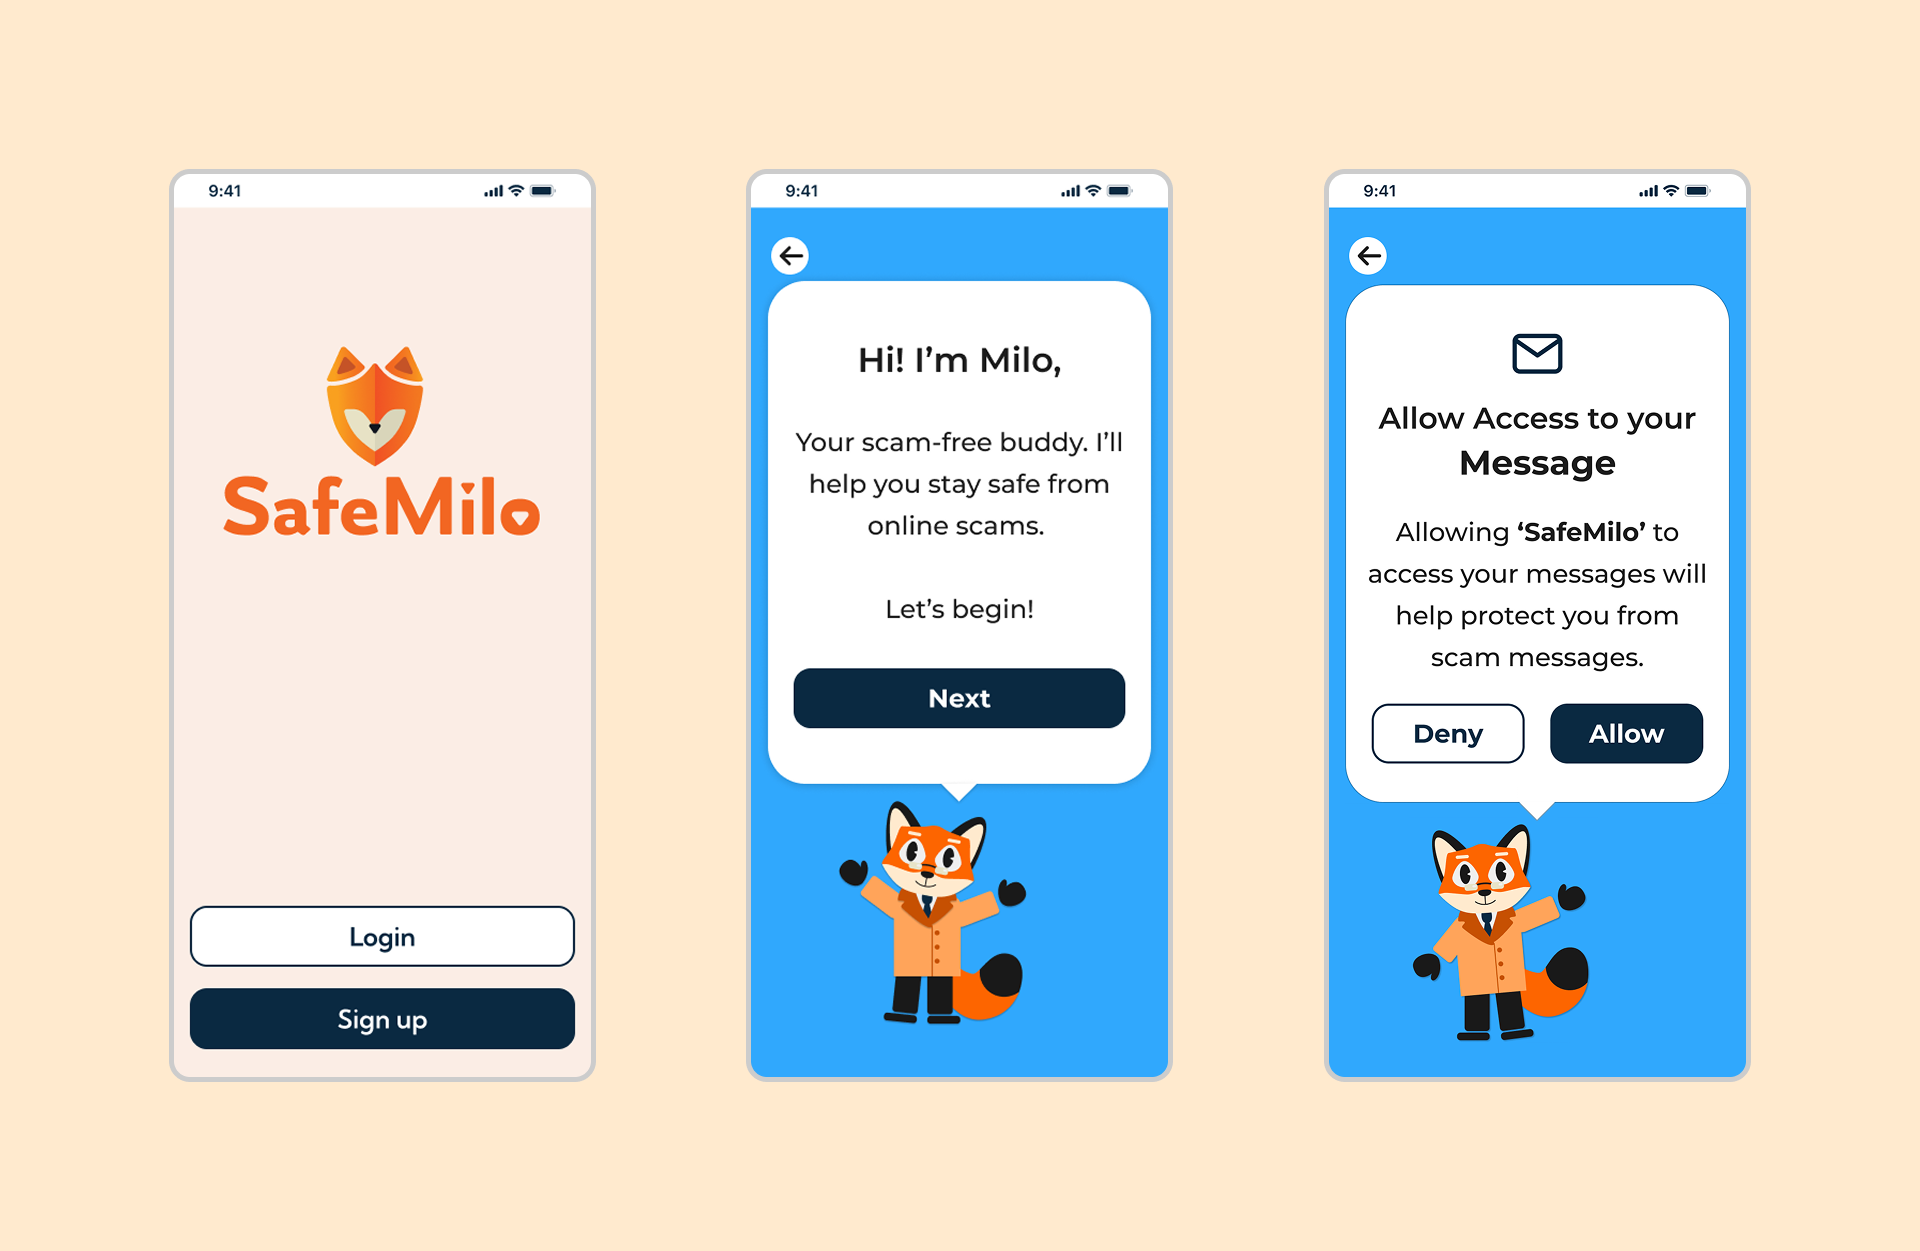 9:41
SafeMilo
Login
Sign up
9:41
Hi! I’m Milo,
Your scam-free buddy. I’ll
help you stay safe from
online scams.
Let’s begin!
Next
9:41
Allow Access to your
Message
Allowing ‘SafeMilo’ to
access your messages will
help protect you from
scam messages.
Deny
Allow